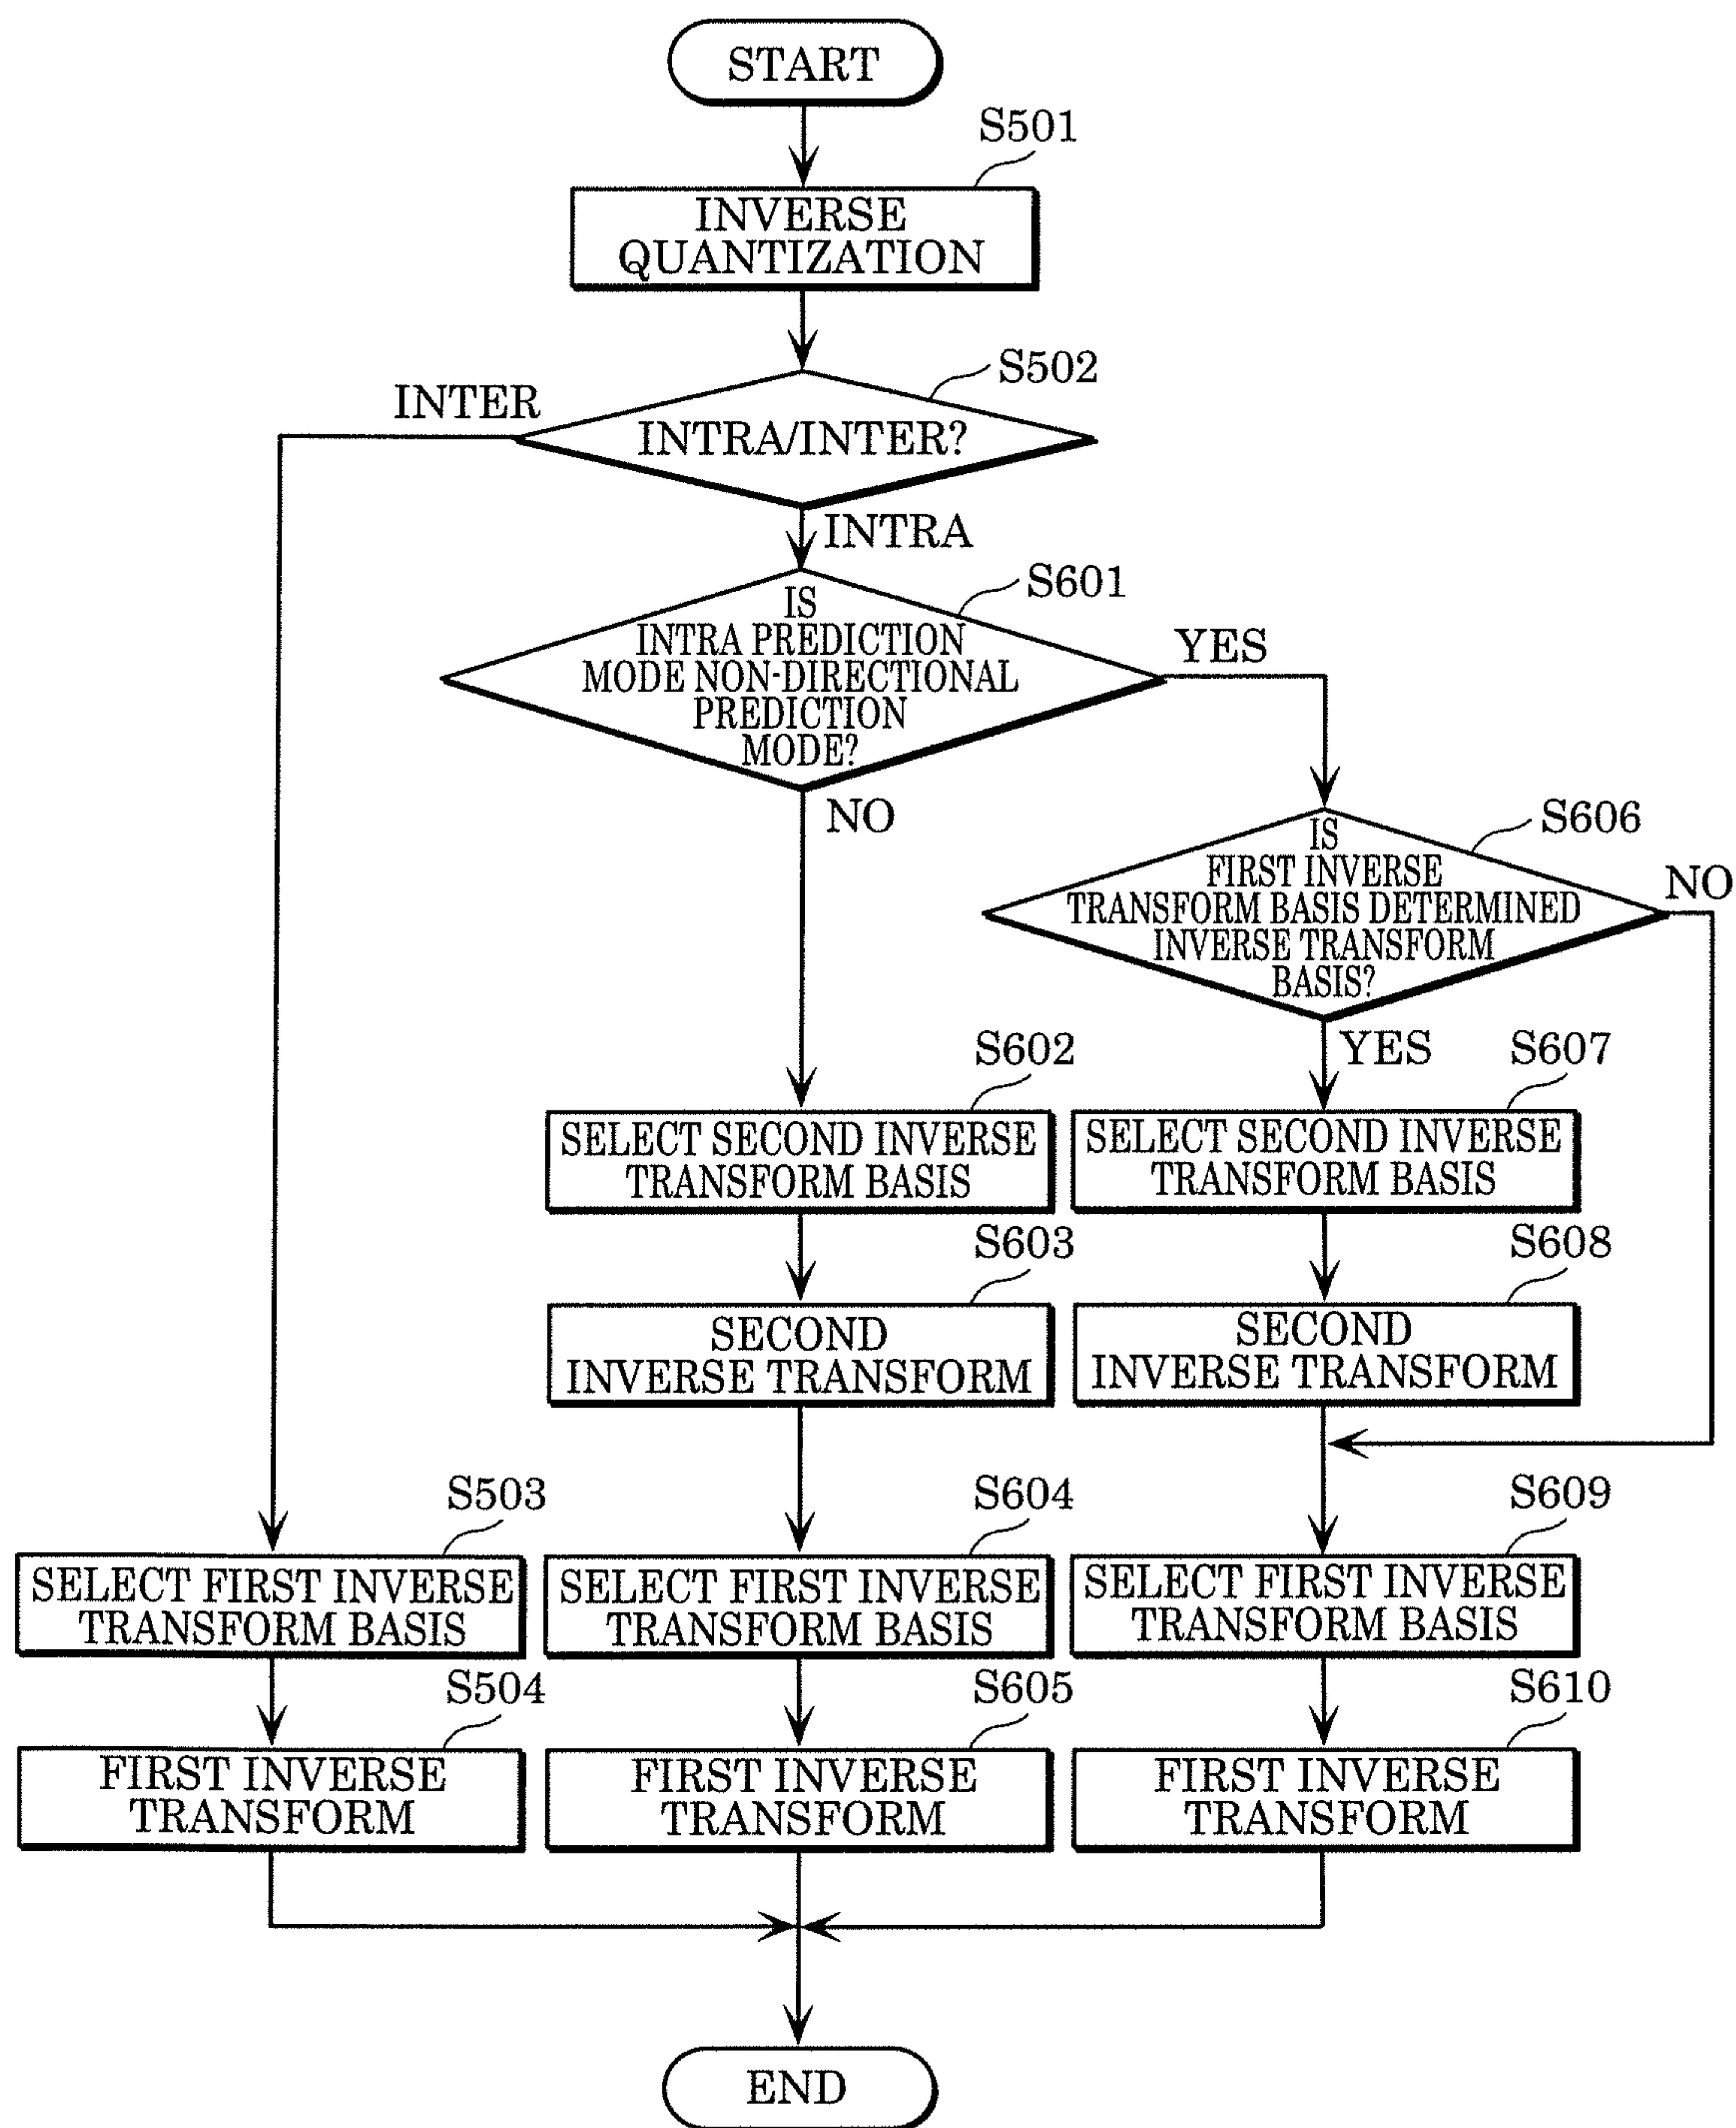 START
S501
INVERSE
QUANTIZATION
S502
INTER
INTRA/INTER?
INTRA
S601
IS
INTRA PREDICTION
MODE NON-DIRECTIONAL
PREDICTION
MODE?
YES
NO
S606
IS
FIRST INVERSE
TRANSFORM BASIS DETERMINED
INVERSE TRANSFORM
BASIS?
NO
YES
S602
SELECT SECOND INVERSE
TRANSFORM BASIS
S607
SELECT SECOND INVERSE
TRANSFORM BASIS
S603
SECOND
INVERSE TRANSFORM
S608
SECOND
INVERSE TRANSFORM
S503
SELECT FIRST INVERSE
TRANSFORM BASIS
S604
SELECT FIRST INVERSE
TRANSFORM BASIS
S609
SELECT FIRST INVERSE
TRANSFORM BASIS
S504
FIRST INVERSE
TRANSFORM
S605
FIRST INVERSE
TRANSFORM
S610
FIRST INVERSE
TRANSFORM
END